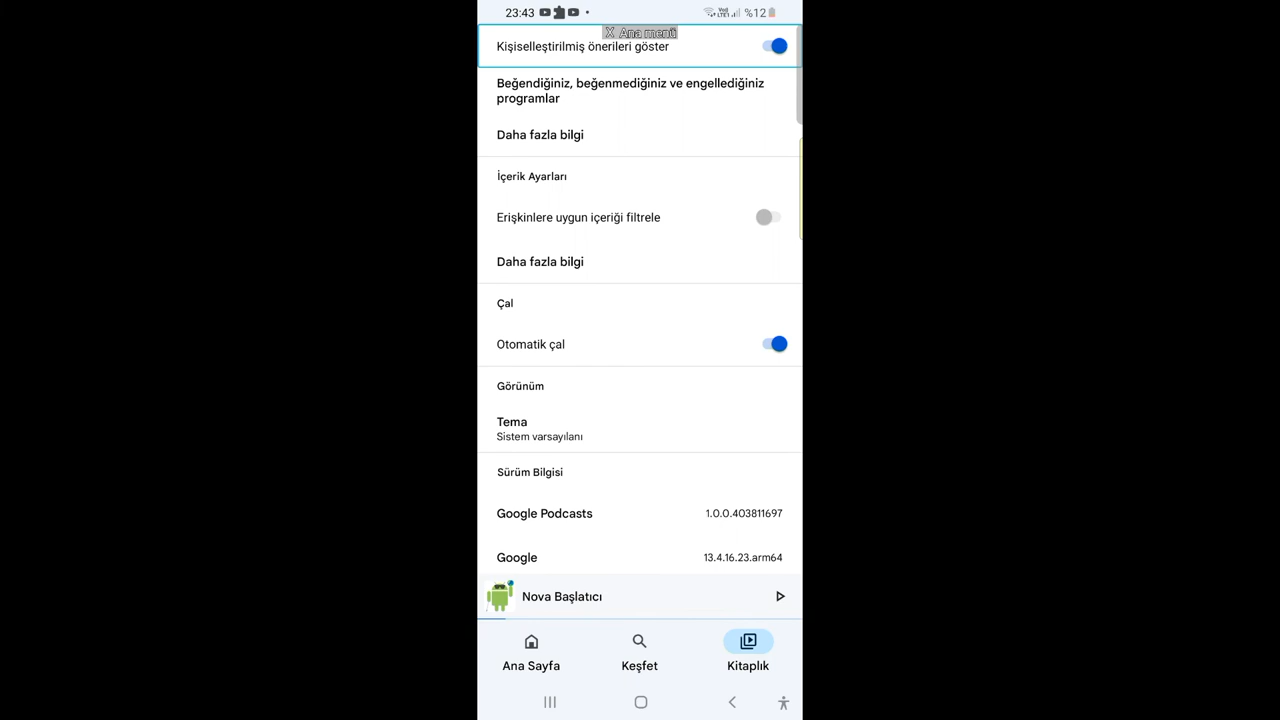 23:43
%12
X Ana menü
Kişiselleştirilmiş önerileri göster
Beğendiğiniz, beğenmediğiniz ve engellediğiniz
programlar
Daha fazla bilgi
İçerik Ayarları
Erişkinlere uygun içeriği filtrele
Daha fazla bilgi
Çal
Otomatik çal
Görünüm
Tema
Sistem varsayılanı
Sürüm Bilgisi
Google Podcasts 1.0.0.403811697
Google 13.4.16.23.arm64
Nova Başlatıcı
Ana Sayfa Keşfet Kitaplık